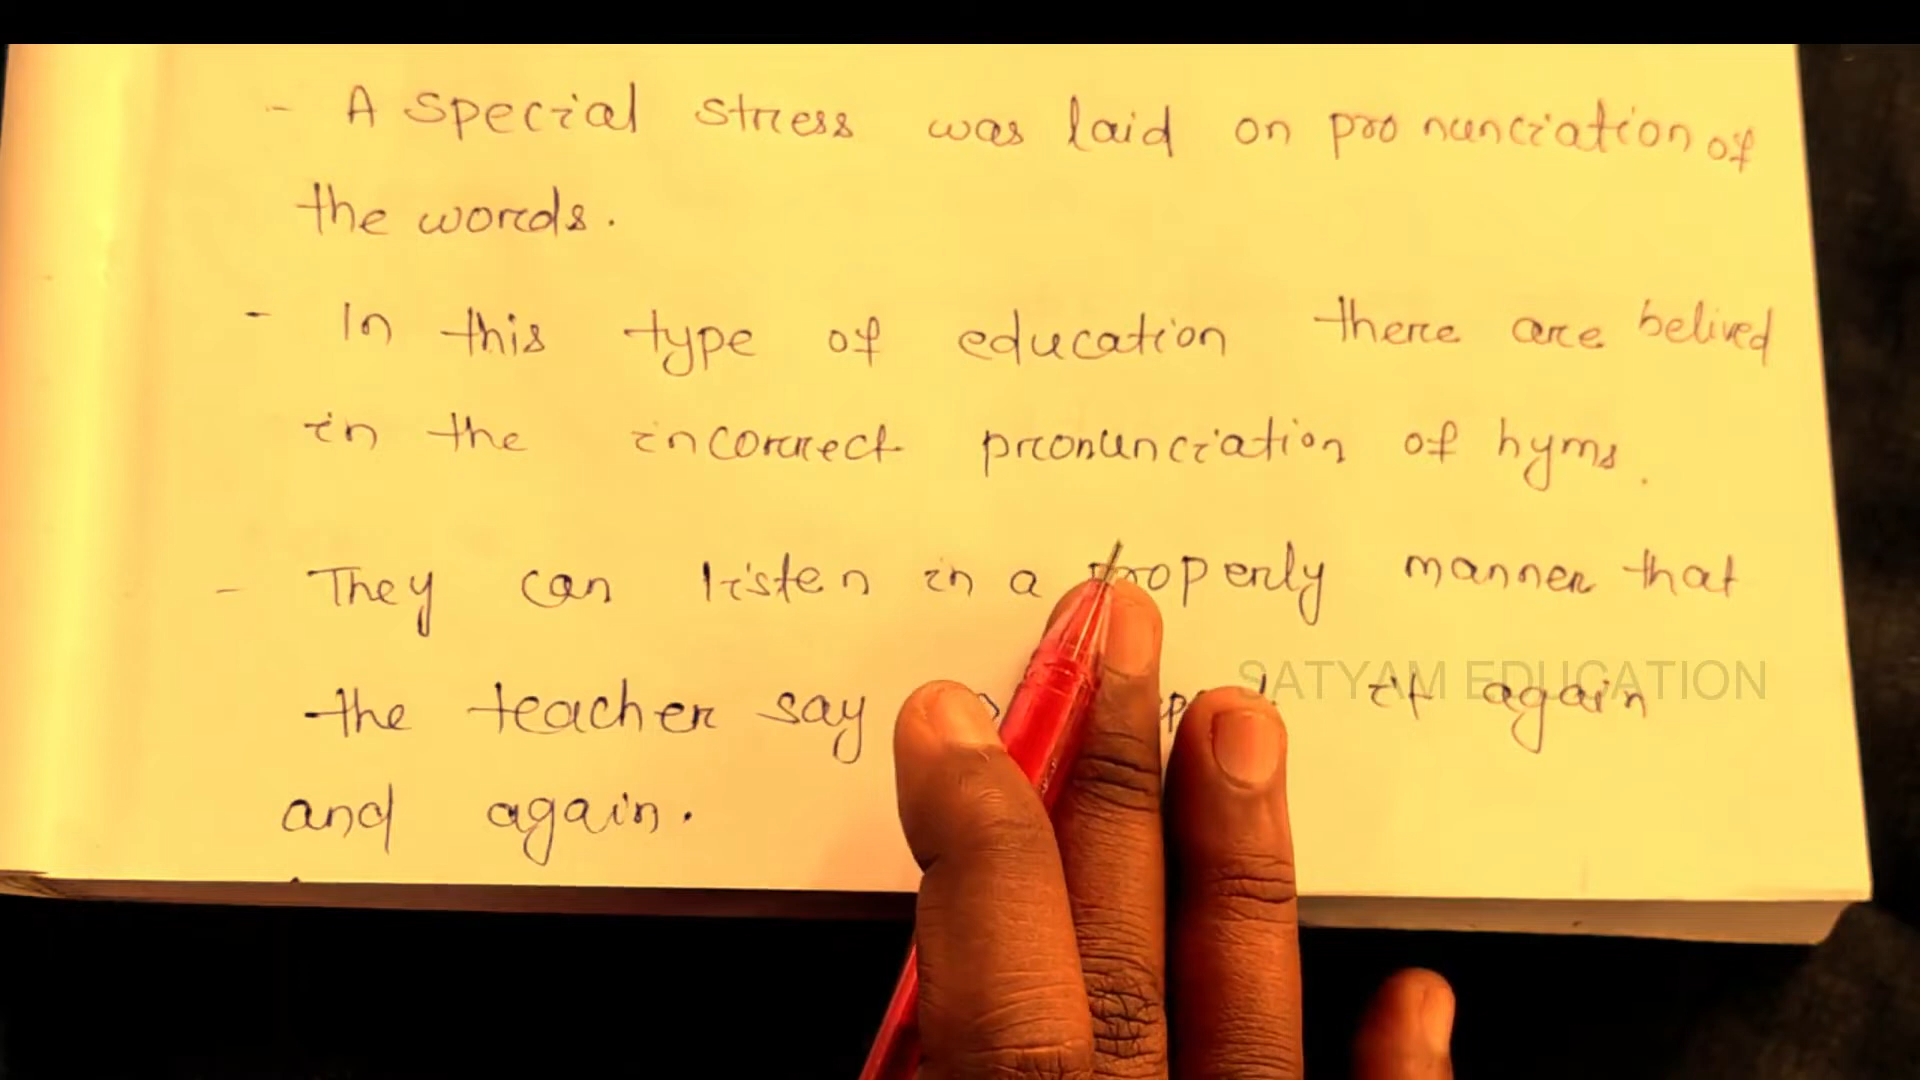 - A special stress was laid on pronunciation of
the words.
- In this type of education there are belived
in the incorrect pronunciation of hyms.
- They can listen in a properly manner that
the teacher say it again
and again.
SATYAM EDUCATION